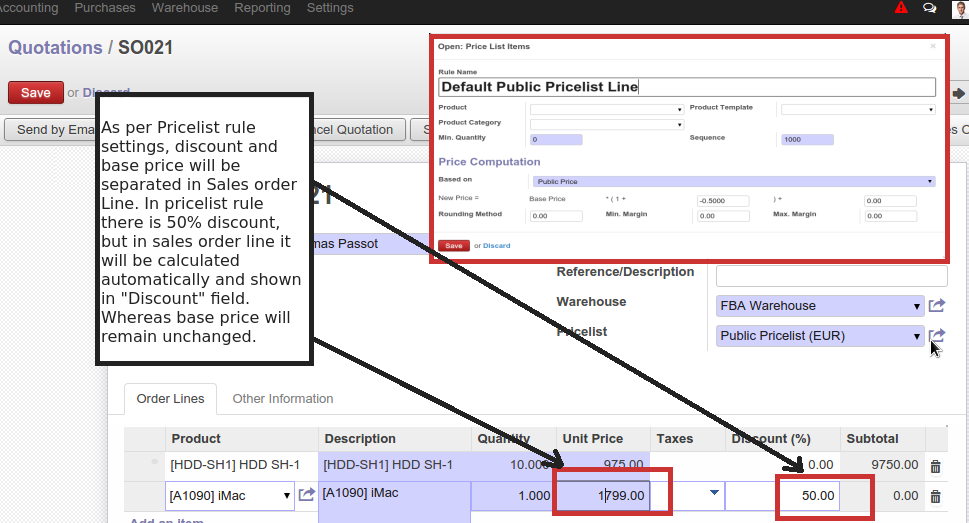 Accounting Purchases Warehouse Reporting Settings
Quotations / SO021
Save or Discard
Send by Ema
ncel Quotation
S
s O
21
As per Pricelist rule
settings, discount and
base price will be
separated in Sales order
Line. In pricelist rule
there is 50% discount,
but in sales order line it
will be calculated
automatically and shown
in "Discount" field.
Whereas base price will
remain unchanged.
Open: Price List Items ×
Rule Name
Default Public Pricelist Line
Product Product Template
Product Category
Min. Quantity 0 Sequence 1000
Price Computation
Based on Public Price
New Price = Base Price * ( 1 + -0.5000 ) + 0.00
Rounding Method 0.00 Min. Margin 0.00 Max. Margin 0.00
Save or Discard
mas Passot
Reference/Description
Warehouse FBA Warehouse
Pricelist Public Pricelist (EUR)
Order Lines Other Information
Product Description Quantity Unit Price Taxes Discount (%) Subtotal
[HDD-SH1] HDD SH-1 [HDD-SH1] HDD SH-1 10.000 975.00 0.00 9750.00
[A1090] iMac [A1090] iMac 1.000 1799.00 50.00 0.00
Add an item